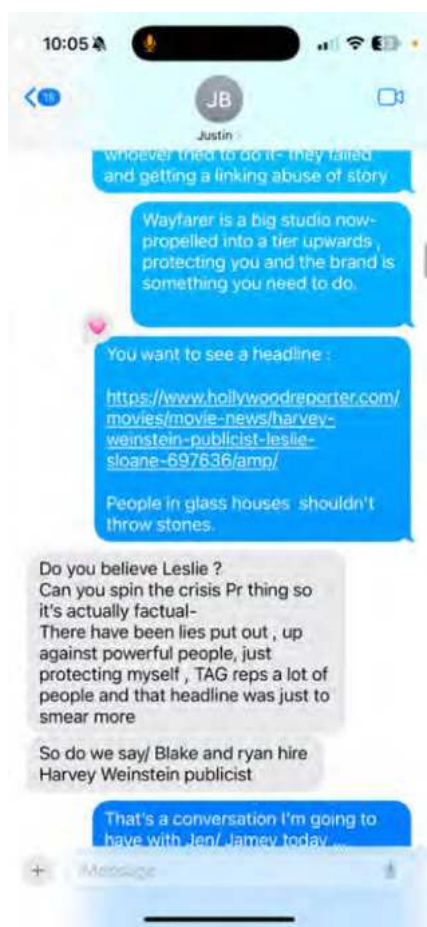 10:05
18
JB
Justin
whoever tried to do it- they failed
and getting a linking abuse of story
Wayfarer is a big studio now-
propelled into a tier upwards ,
protecting you and the brand is
something you need to do.
You want to see a headline :
https://www.hollywoodreporter.com/
movies/movie-news/harvey-
weinstein-publicist-leslie-
sloane-697636/amp/
People in glass houses shouldn't
throw stones.
Do you believe Leslie ?
Can you spin the crisis Pr thing so
it's actually factual-
There have been lies put out , up
against powerful people, just
protecting myself , TAG reps a lot of
people and that headline was just to
smear more
So do we say/ Blake and ryan hire
Harvey Weinstein publicist
That's a conversation I'm going to
have with Jen/ Jamey today ...
iMessage